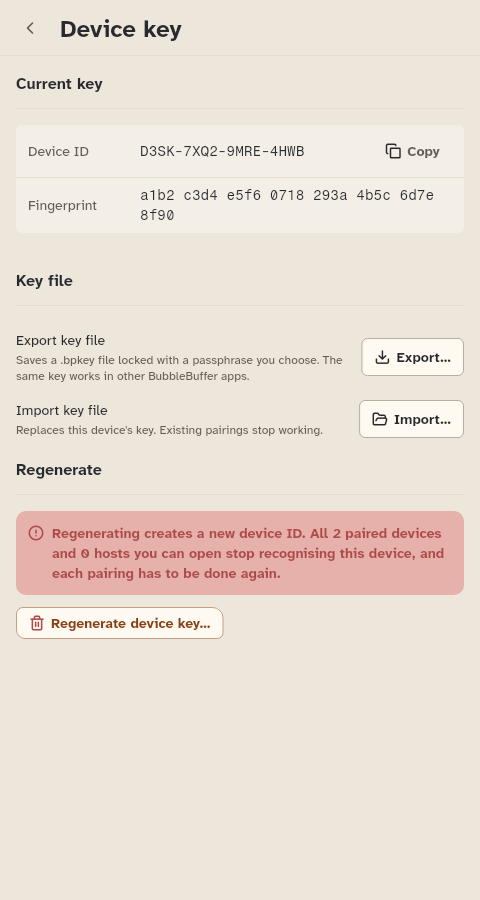 Device key
Current key
Device ID
D3SK-7XQ2-9MRE-4HWB
Copy
Fingerprint
a1b2 c3d4 e5f6 0718 293a 4b5c 6d7e
8f90
Key file
Export key file
Saves a .bpkey file locked with a passphrase you choose. The
same key works in other BubbleBuffer apps.
Export...
Import key file
Replaces this device's key. Existing pairings stop working.
Import...
Regenerate
Regenerating creates a new device ID. All 2 paired devices
and 0 hosts you can open stop recognising this device, and
each pairing has to be done again.
Regenerate device key...